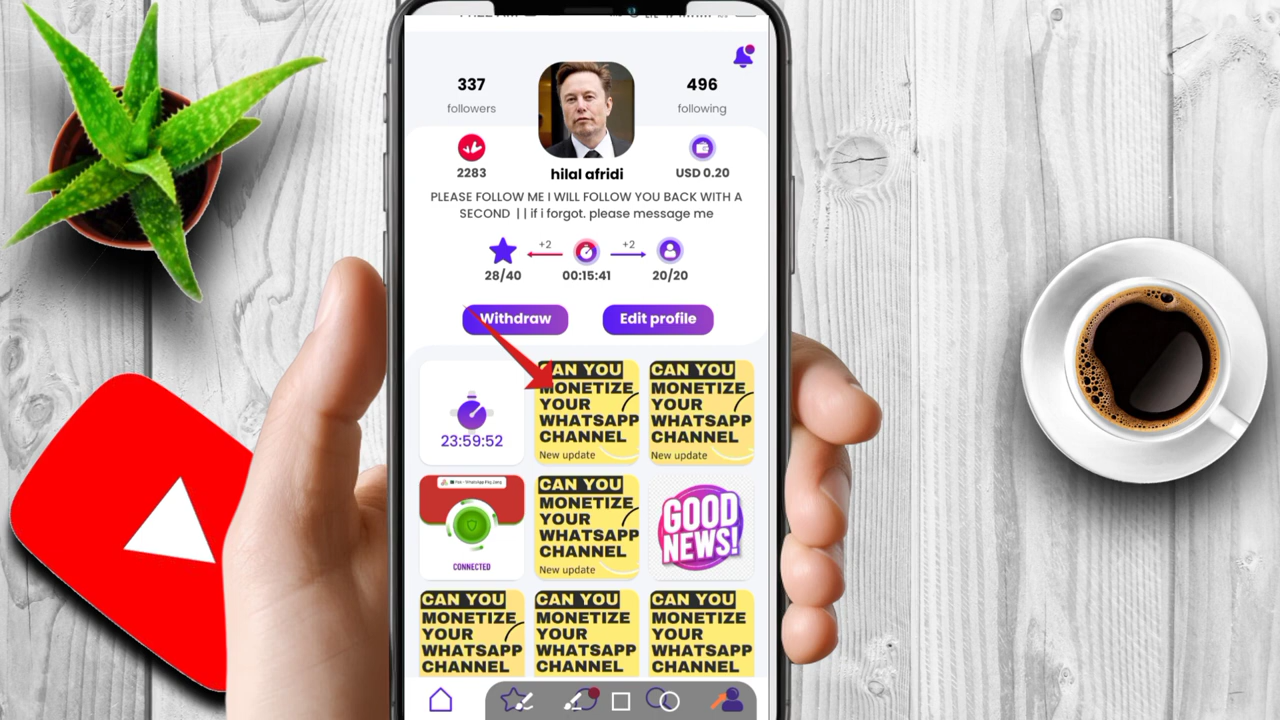 337
followers
496
following
2283
hilal afridi
USD 0.20
PLEASE FOLLOW ME I WILL FOLLOW YOU BACK WITH A
SECOND || if i forgot. please message me
+2
+2
28/40
00:15:41
20/20
Withdraw
Edit profile
23:59:52
CAN YOU
MONETIZE
YOUR
WHATSAPP
CHANNEL
New update
CAN YOU
MONETIZE
YOUR
WHATSAPP
CHANNEL
New update
CONNECTED
CAN YOU
MONETIZE
YOUR
WHATSAPP
CHANNEL
New update
GOOD
NEWS!
CAN YOU
MONETIZE
YOUR
WHATSAPP
CHANNEL
CAN YOU
MONETIZE
YOUR
WHATSAPP
CHANNEL
CAN YOU
MONETIZE
YOUR
WHATSAPP
CHANNEL